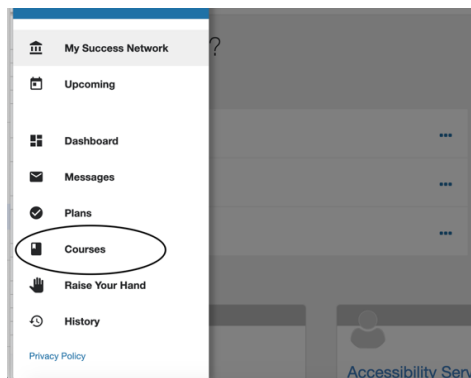 My Success Network
?
Upcoming
Dashboard
Messages
Plans
Courses
Raise Your Hand
History
Privacy Policy
Accessibility Serv